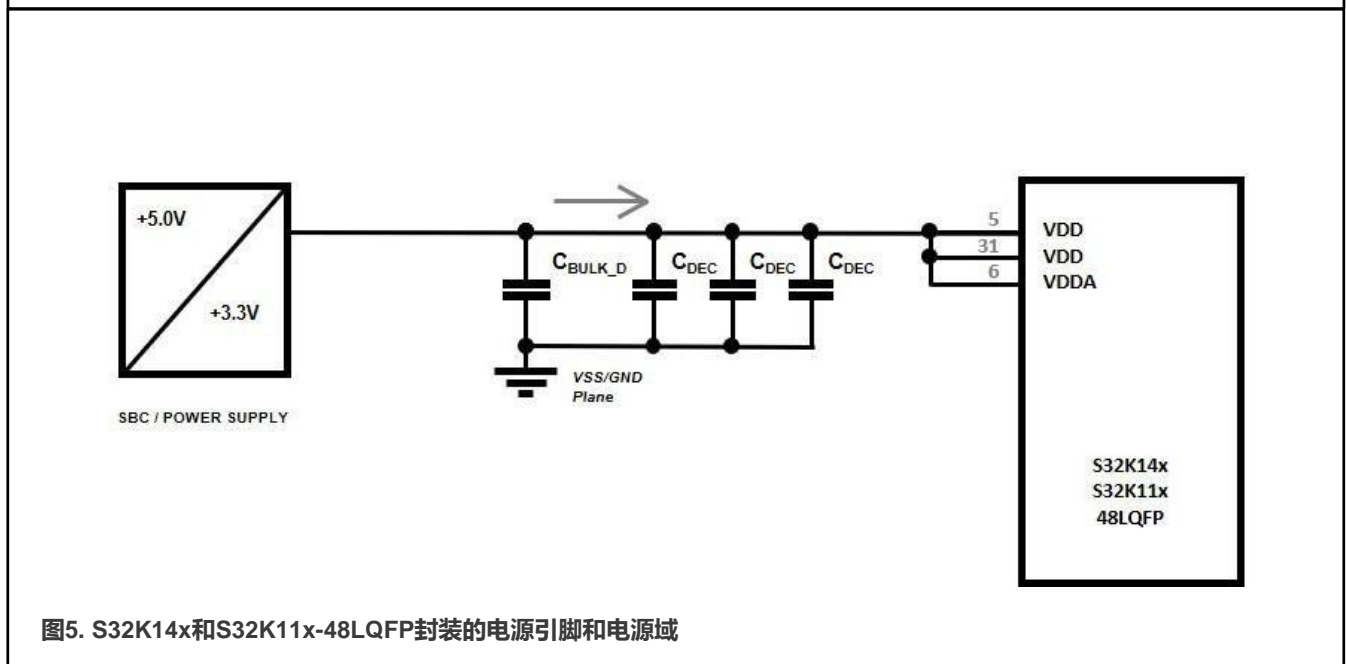 +5.0V
+3.3V
SBC / POWER SUPPLY
CBULK_D
CDEC
CDEC
CDEC
VSS/GND
Plane
5
VDD
31
VDD
6
VDDA
S32K14x
S32K11x
48LQFP
图5. S32K14x和S32K11x-48LQFP封装的电源引脚和电源域